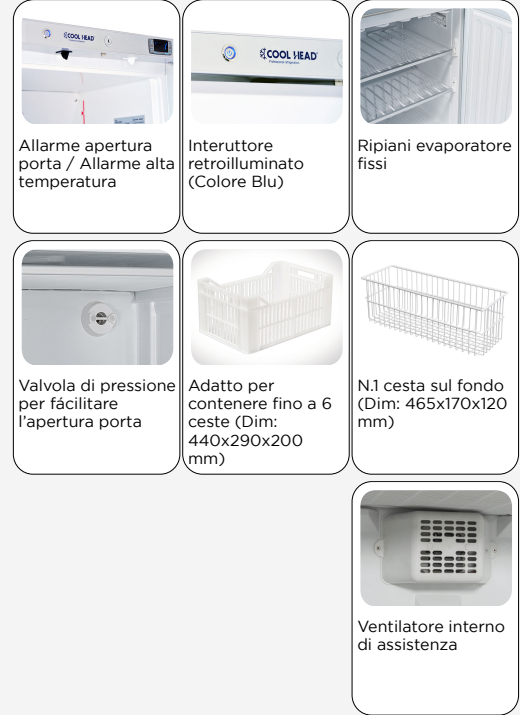 COOL HEAD
Allarme apertura
porta / Allarme alta
temperatura
COOL HEAD
Interuttore
retroilluminato
(Colore Blu)
Ripiani evaporatore
fissi
Valvola di pressione
per fácilitare
l'apertura porta
Adatto per
contenere fino a 6
ceste (Dim:
440x290x200
mm)
N.1 cesta sul fondo
(Dim: 465x170x120
mm)
Ventilatore interno
di assistenza